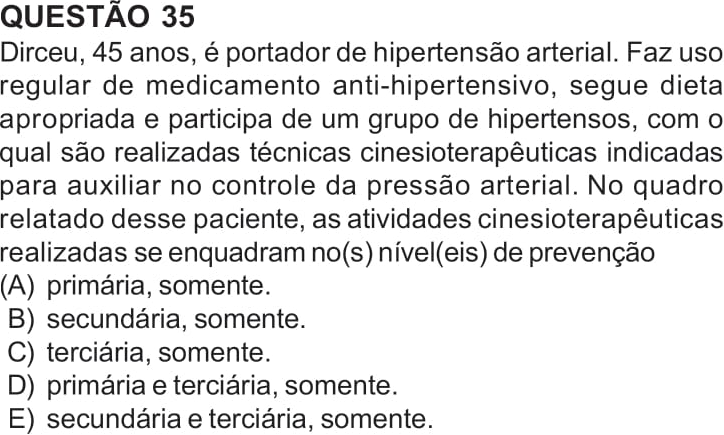 QUESTÃO 35
Dirceu, 45 anos, é portador de hipertensão arterial. Faz uso
regular de medicamento anti-hipertensivo, segue dieta
apropriada e participa de um grupo de hipertensos, com o
qual são realizadas técnicas cinesioterapêuticas indicadas
para auxiliar no controle da pressão arterial. No quadro
relatado desse paciente, as atividades cinesioterapêuticas
realizadas se enquadram no(s) nível(eis) de prevenção
(A) primária, somente.
B) secundária, somente.
C) terciária, somente.
D) primária e terciária, somente.
E) secundária e terciária, somente.